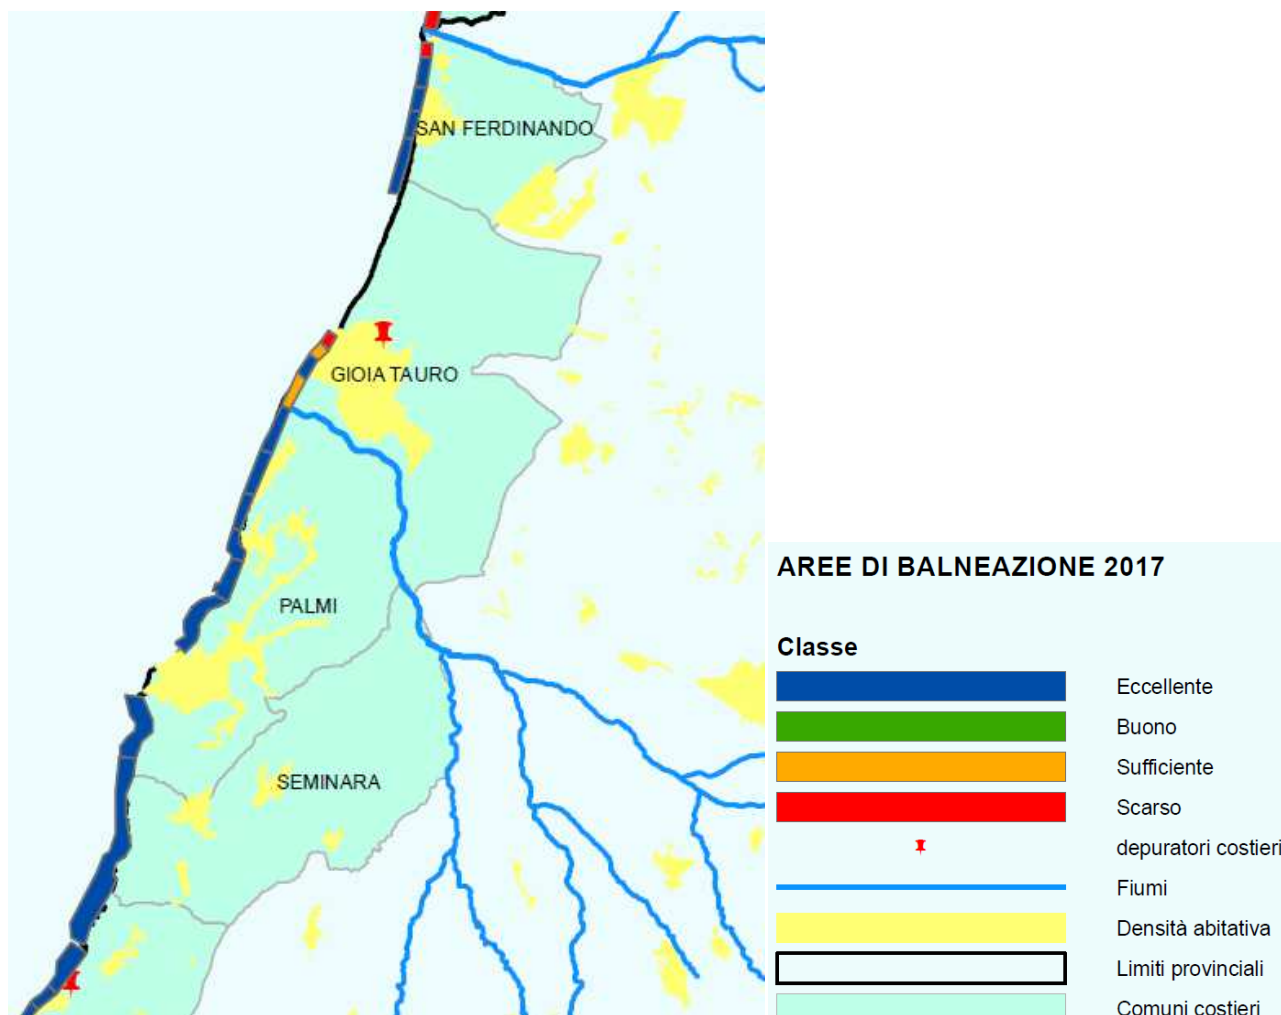 SAN FERDINANDO
GIOIA TAURO
PALMI
SEMINARA
AREE DI BALNEAZIONE 2017
Classe
Eccellente
Buono
Sufficiente
Scarso
depuratori costieri
Fiumi
Densità abitativa
Limiti provinciali
Comuni costieri